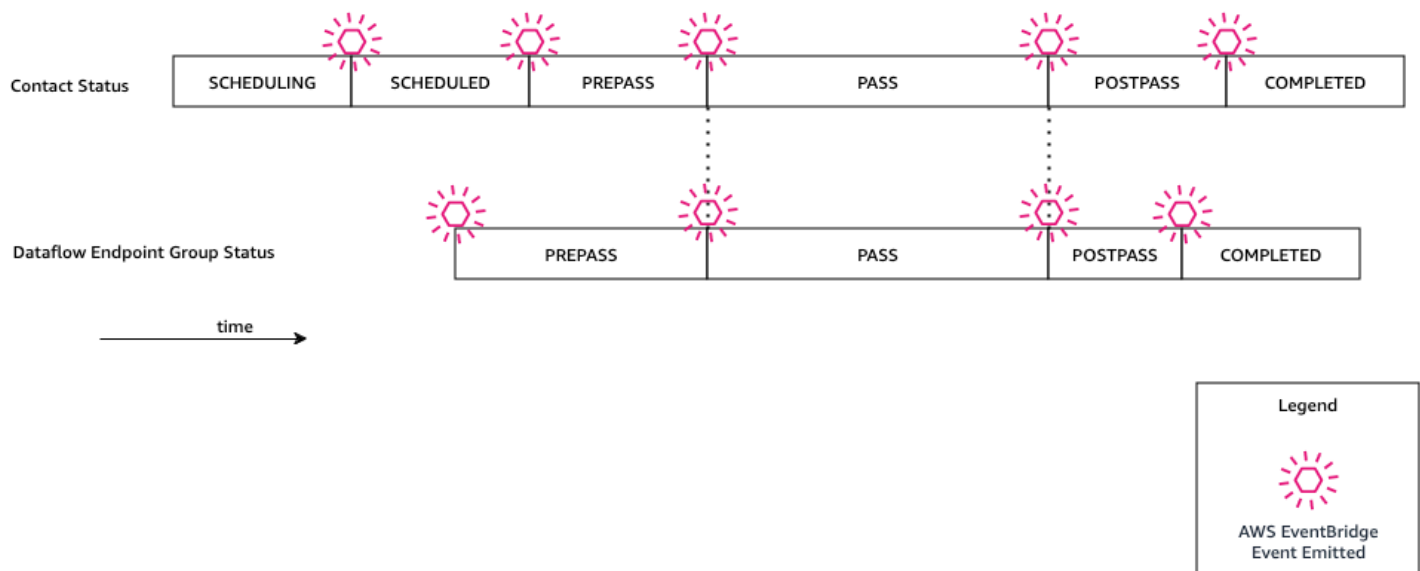 Contact Status
SCHEDULING
SCHEDULED
PREPASS
PASS
POSTPASS
COMPLETED
Dataflow Endpoint Group Status
PREPASS
PASS
POSTPASS
COMPLETED
time
Legend
AWS EventBridge
Event Emitted